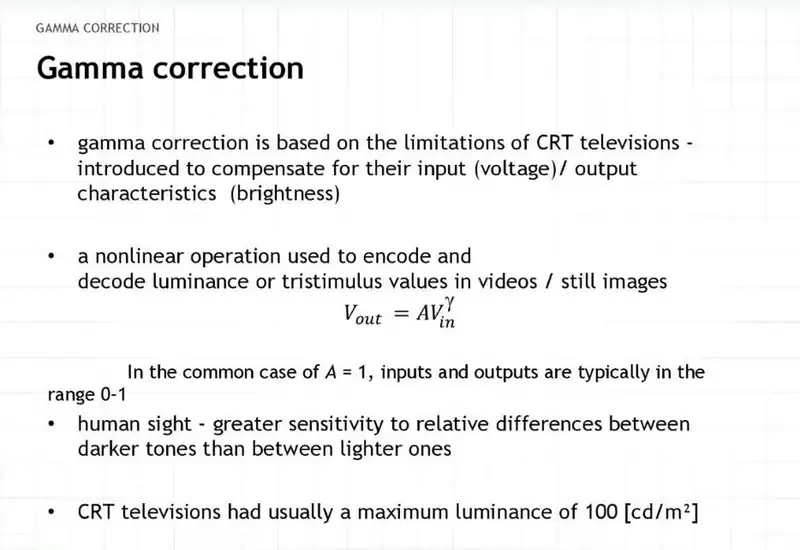 GAMMA CORRECTION
Gamma correction
• gamma correction is based on the limitations of CRT televisions -
introduced to compensate for their input (voltage)/ output
characteristics (brightness)
• a nonlinear operation used to encode and
decode luminance or tristimulus values in videos / still images
V_out = AV_in^γ
In the common case of A = 1, inputs and outputs are typically in the
range 0-1
• human sight - greater sensitivity to relative differences between
darker tones than between lighter ones
• CRT televisions had usually a maximum luminance of 100 [cd/m²]